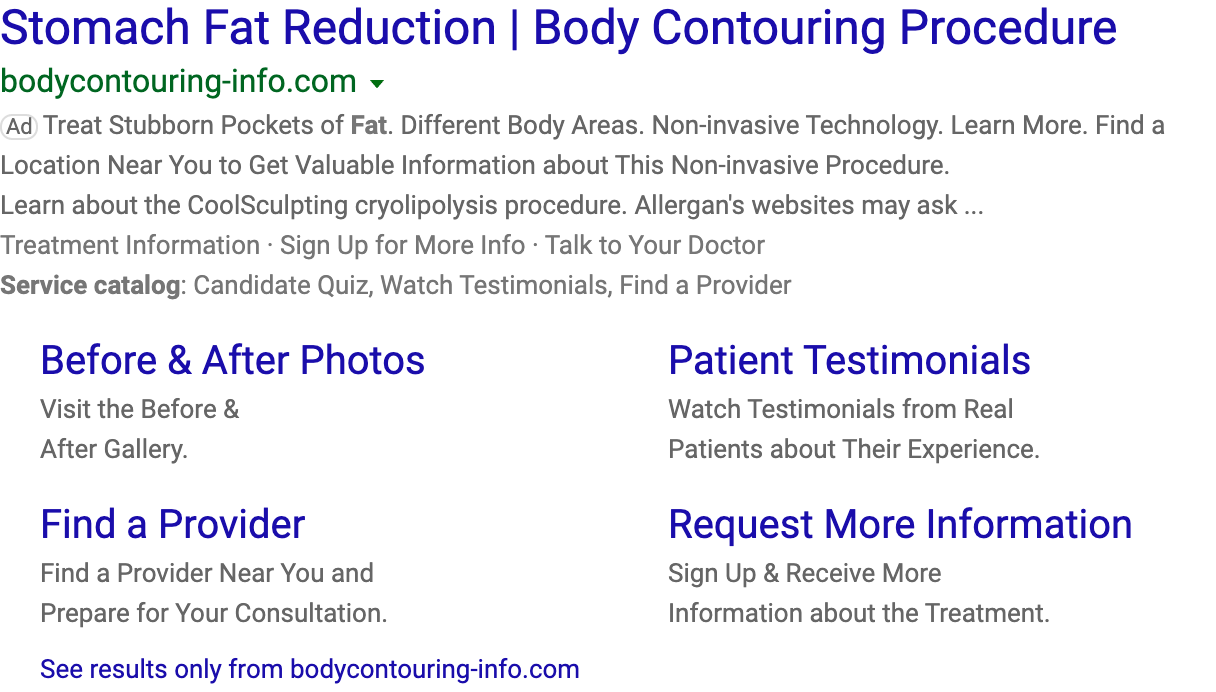 Stomach Fat Reduction | Body Contouring Procedure
bodycontouring-info.com
Ad Treat Stubborn Pockets of Fat. Different Body Areas. Non-invasive Technology. Learn More. Find a
Location Near You to Get Valuable Information about This Non-invasive Procedure.
Learn about the CoolSculpting cryolipolysis procedure. Allergan's websites may ask ...
Treatment Information · Sign Up for More Info · Talk to Your Doctor
Service catalog: Candidate Quiz, Watch Testimonials, Find a Provider
Before & After Photos
Visit the Before &
After Gallery.
Patient Testimonials
Watch Testimonials from Real
Patients about Their Experience.
Find a Provider
Find a Provider Near You and
Prepare for Your Consultation.
Request More Information
Sign Up & Receive More
Information about the Treatment.
See results only from bodycontouring-info.com